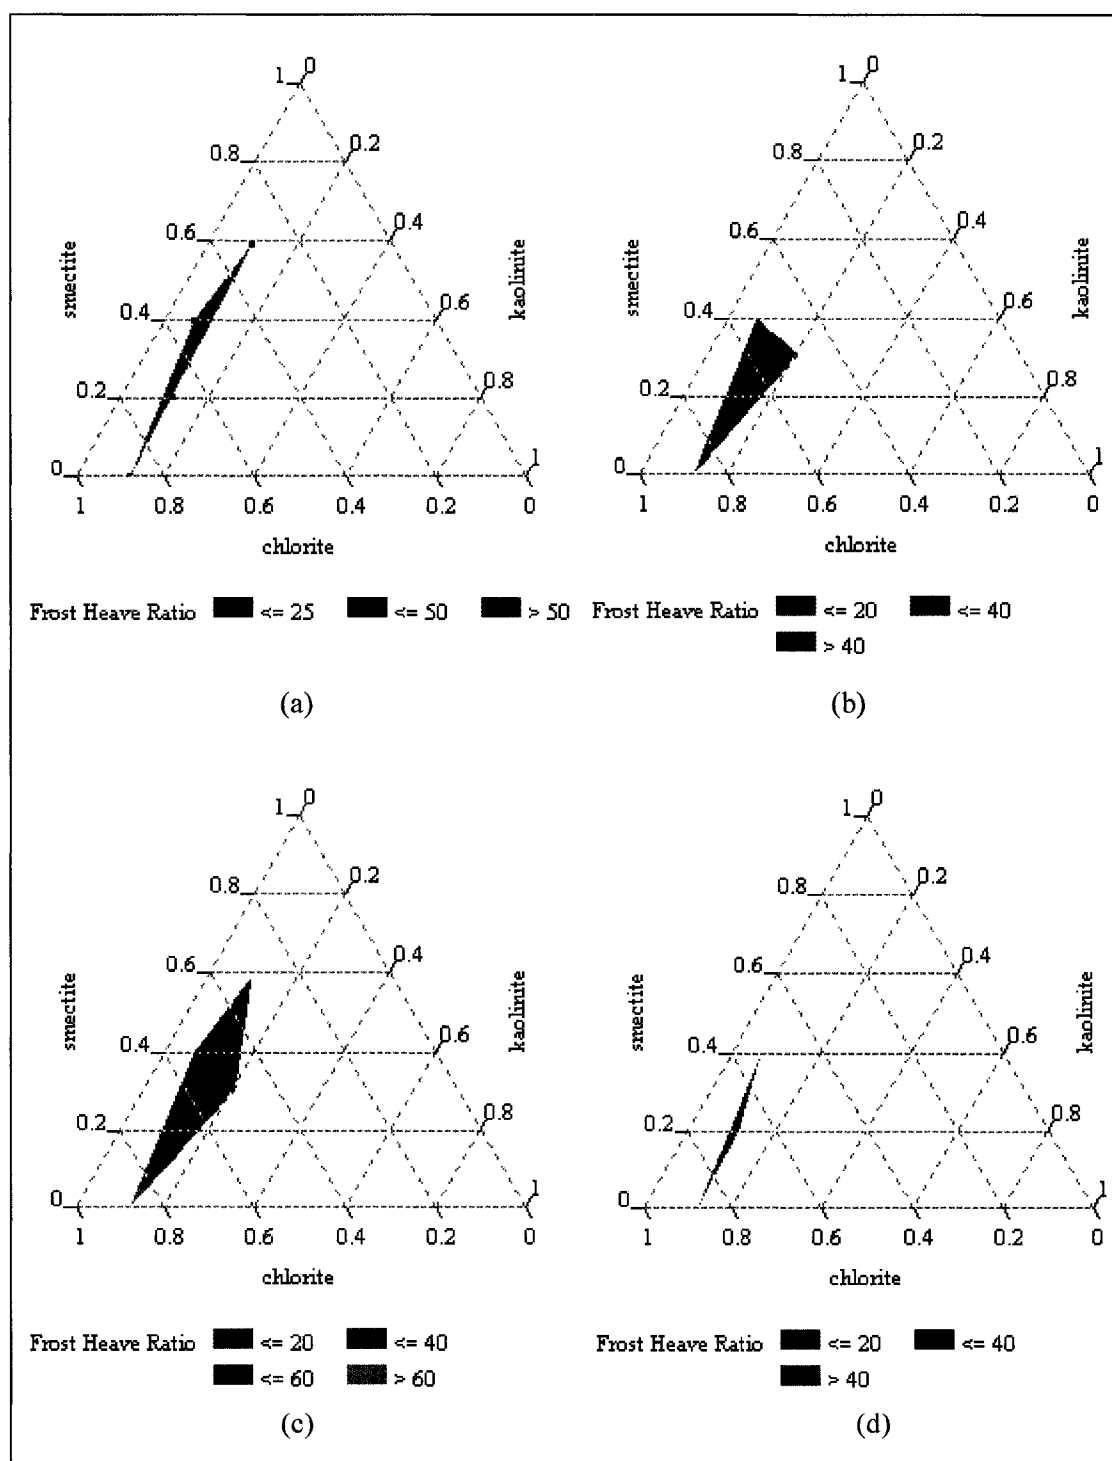 1 0 1 0
0.8 0.2 0.8 0.2
0.6 0.4 0.6 0.4
smectite kaolinite smectite kaolinite
0.4 0.6 0.4 0.6
0.2 0.8 0.2 0.8
0 1 0 1
1 0.8 0.6 0.4 0.2 0 1 0.8 0.6 0.4 0.2 0
chlorite chlorite
Frost Heave Ratio <= 25 <= 50 > 50 Frost Heave Ratio <= 20 <= 40
> 40
(a) (b)
1 0 1 0
0.8 0.2 0.8 0.2
0.6 0.4 0.6 0.4
smectite kaolinite smectite kaolinite
0.4 0.6 0.4 0.6
0.2 0.8 0.2 0.8
0 1 0 1
1 0.8 0.6 0.4 0.2 0 1 0.8 0.6 0.4 0.2 0
chlorite chlorite
Frost Heave Ratio <= 20 <= 40 Frost Heave Ratio <= 20 <= 40
<= 60 > 60 > 40
(c) (d)